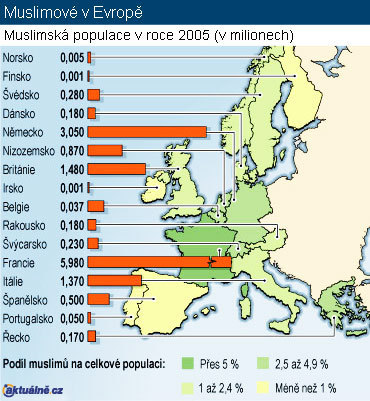 Muslimové v Evropě
Muslimská populace v roce 2005 (v milionech)
Norsko 0,005
Finsko 0,001
Švédsko 0,280
Dánsko 0,180
Německo 3,050
Nizozemsko 0,870
Británie 1,480
Irsko 0,001
Belgie 0,037
Rakousko 0,180
Švýcarsko 0,230
Francie 5,980
Itálie 1,370
Španělsko 0,500
Portugalsko 0,050
Řecko 0,170
Podíl muslimů na celkové populaci:
Přes 5 %
2,5 až 4,9 %
1 až 2,4 %
Méně než 1 %
aktuálně.cz